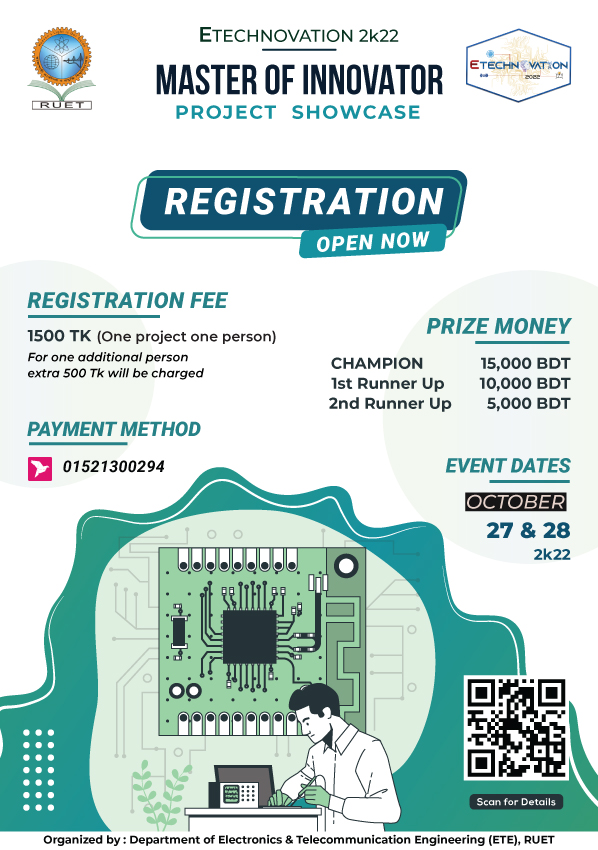 ETECHNOVATION 2k22
MASTER OF INNOVATOR
PROJECT SHOWCASE
RUET
ETECHNOVATION
2022
REGISTRATION
OPEN NOW
REGISTRATION FEE
1500 TK (One project one person)
For one additional person
extra 500 Tk will be charged
PAYMENT METHOD
01521300294
PRIZE MONEY
CHAMPION 15,000 BDT
1st Runner Up 10,000 BDT
2nd Runner Up 5,000 BDT
EVENT DATES
OCTOBER
27 & 28
2k22
Scan for Details
Organized by : Department of Electronics & Telecommunication Engineering (ETE), RUET